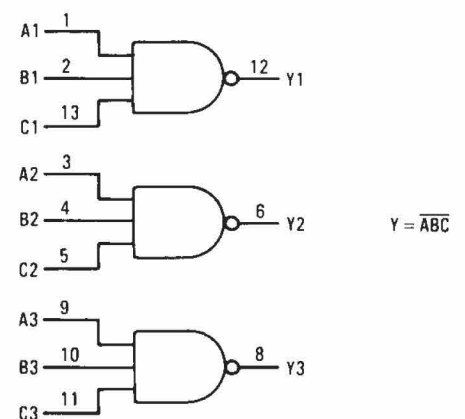 A1 1
B1 2 12 Y1
C1 13
A2 3
B2 4 6 Y2
C2 5
Y = \overline{ABC}
A3 9
B3 10 8 Y3
C3 11